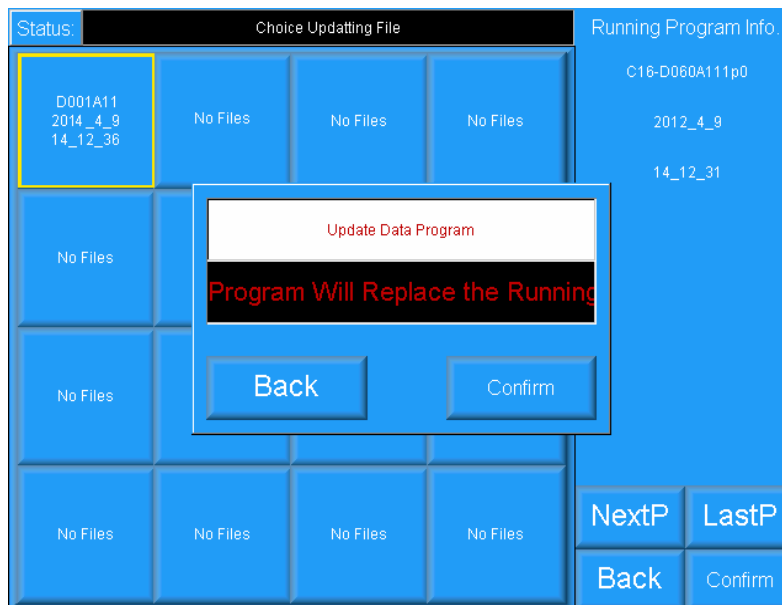 Status:
Choice Updatting File
Running Program Info.
C16-D060A111p0
2012_4_9
14_12_31
D001A11
2014_4_9
14_12_36
No Files
No Files
No Files
No Files
Update Data Program
Program Will Replace the Running
Back
Confirm
No Files
No Files
No Files
No Files
No Files
NextP
LastP
Back
Confirm